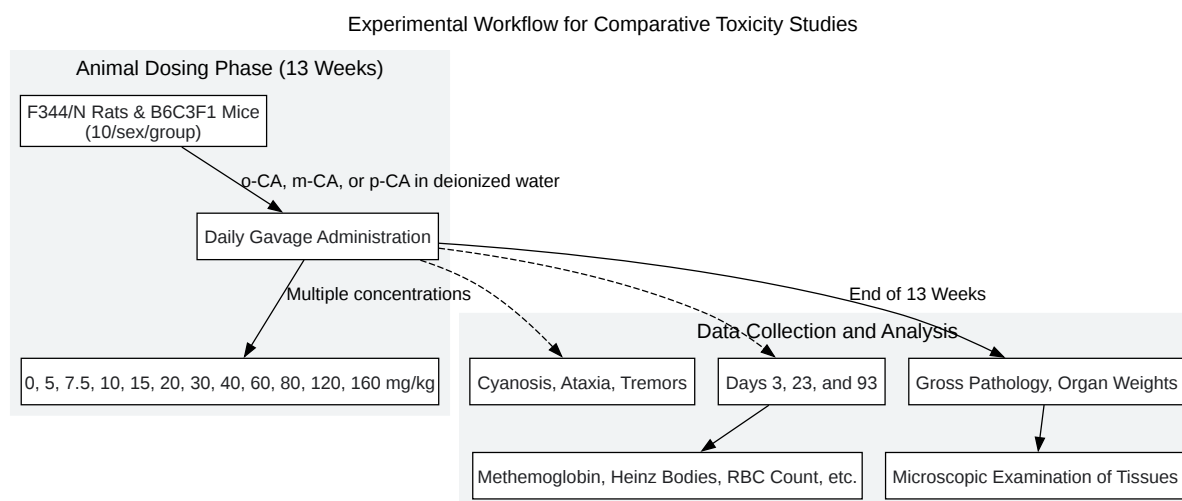 Experimental Workflow for Comparative Toxicity Studies
Animal Dosing Phase (13 Weeks)
F344/N Rats & B6C3F1 Mice
(10/sex/group)
o-CA, m-CA, or p-CA in deionized water
Daily Gavage Administration
Multiple concentrations
End of 13 Weeks
Data Collection and Analysis
0, 5, 7.5, 10, 15, 20, 30, 40, 60, 80, 120, 160 mg/kg
Cyanosis, Ataxia, Tremors
Days 3, 23, and 93
Gross Pathology, Organ Weights
Methemoglobin, Heinz Bodies, RBC Count, etc.
Microscopic Examination of Tissues